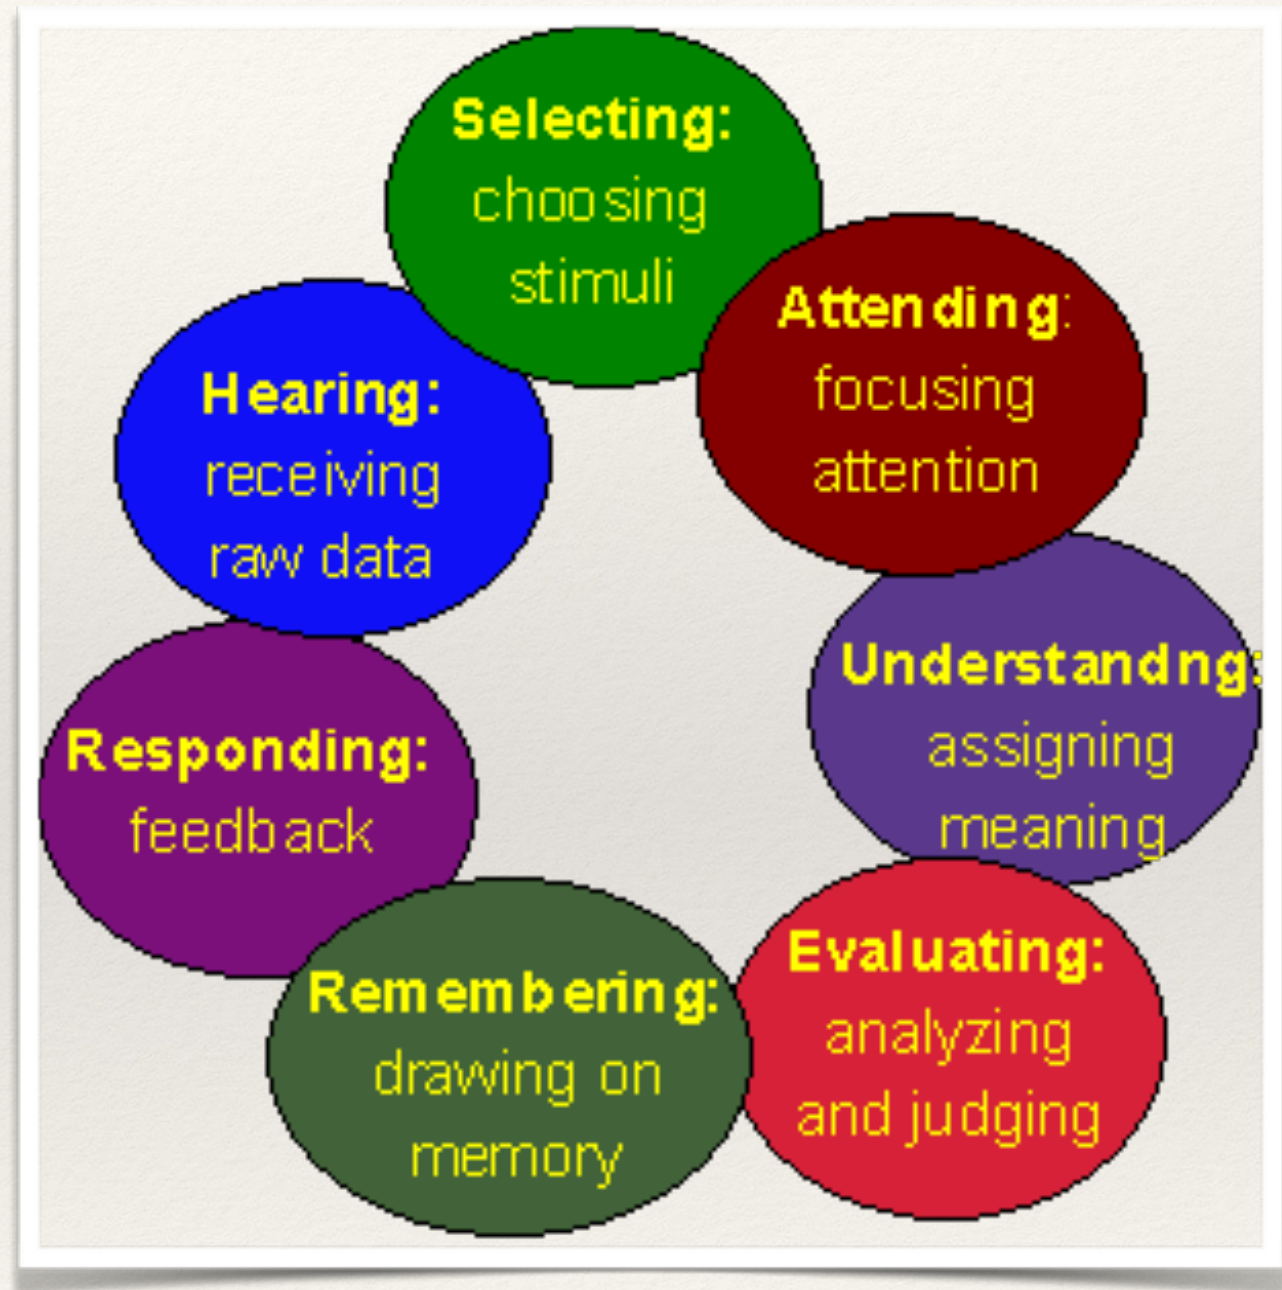 Selecting:
choosing
stimuli
Attending:
focusing
attention
Hearing:
receiving
raw data
Understandng:
assigning
meaning
Responding:
feedback
Evaluating:
analyzing
and judging
Remembering:
drawing on
memory